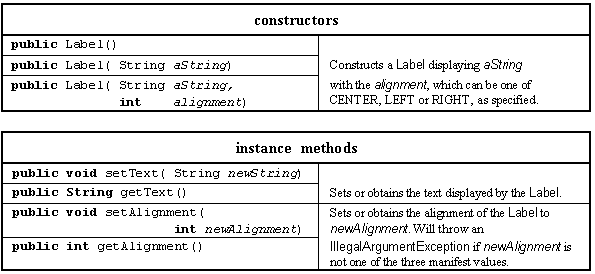 constructors
public Label()
public Label( String aString)
public Label( String aString,
int alignment)
Constructs a Label displaying aString
with the alignment, which can be one of
CENTER, LEFT or RIGHT, as specified.
instance methods
public void setText( String newString)
public String getText()
Sets or obtains the text displayed by the Label.
public void setAlignment(
int newAlignment)
public int getAlignment()
Sets or obtains the alignment of the Label to
newAlignment. Will throw an
IllegalArgumentException if newAlignment is
not one of the three manifest values.